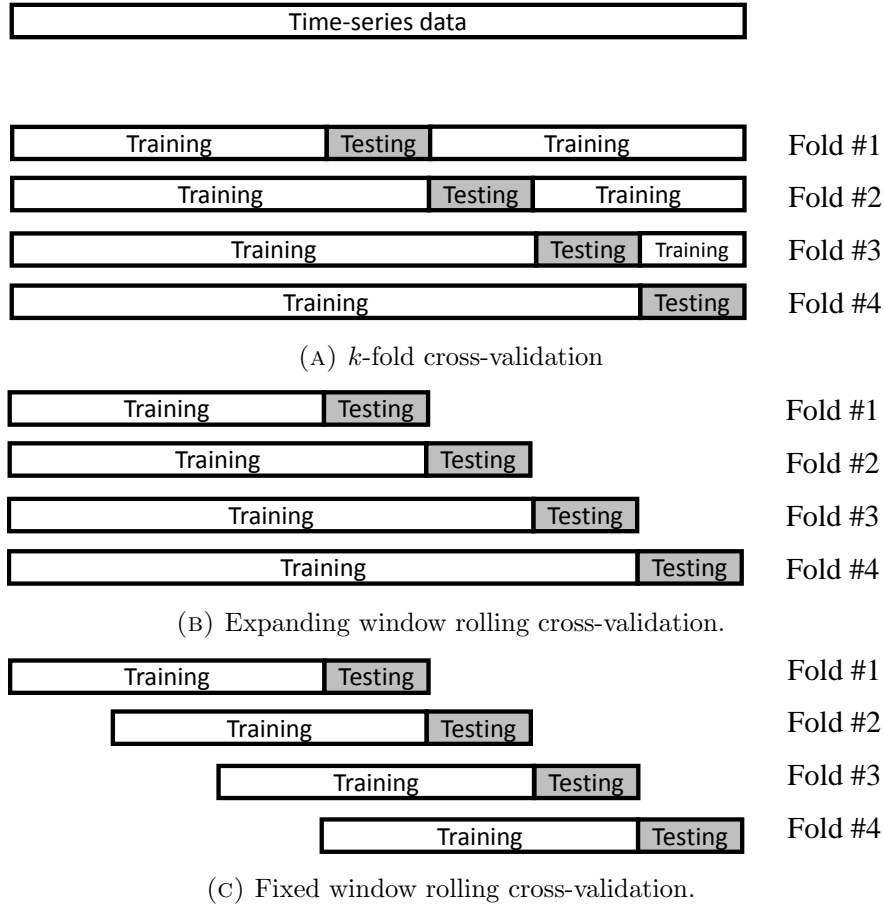 Time-series data
Training Testing Training Fold #1
Training Testing Training Fold #2
Training Testing Training Fold #3
Training Testing Fold #4
(A) k-fold cross-validation
Training Testing Fold #1
Training Testing Fold #2
Training Testing Fold #3
Training Testing Fold #4
(B) Expanding window rolling cross-validation.
Training Testing Fold #1
Training Testing Fold #2
Training Testing Fold #3
Training Testing Fold #4
(C) Fixed window rolling cross-validation.